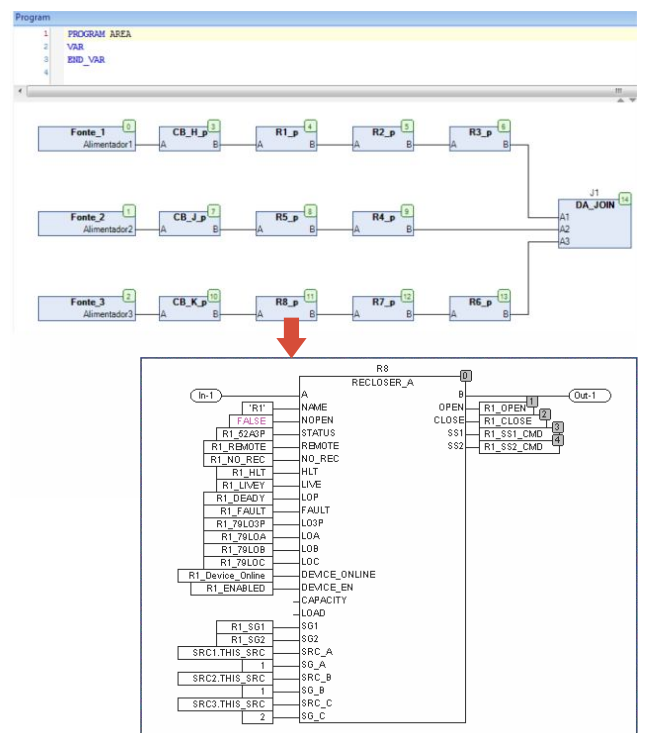 Program
1 PROGRAM AREA
2 VAR
3 END_VAR
4
0 3 4 5 6
Fonte_1 CB_H_p R1_p R2_p R3_p
Alimentador1 A B A B A B A B
J1
14
DA_JOIN
A1
A2
A3
1 7 8 9
Fonte_2 CB_J_p R5_p R4_p
Alimentador2 A B A B A B
2 10 11 12 13
Fonte_3 CB_K_p R8_p R7_p R6_p
Alimentador3 A B A B A B A B
R8
RECLOSER_A 0
In-1 A B Out-1
'R1' NAME OPEN R1_OPEN 1
FALSE NOPEN CLOSE R1_CLOSE 2
R1_52A3P STATUS SS1 R1_SS1_CMD 3
R1_REMOTE REMOTE SS2 R1_SS2_CMD 4
R1_NO_REC NO_REC
R1_HLT HLT
R1_LIVEY LIVE
R1_DEADY LOP
R1_FAULT FAULT
R1_79LO3P LO3P
R1_79LOA LOA
R1_79LOB LOB
R1_79LOC LOC
R1_Device_Online DEVICE_ONLINE
R1_ENABLED DEVICE_EN
CAPACITY
LOAD
R1_SG1 SG1
R1_SG2 SG2
SRC1.THIS_SRC SRC_A
1 SG_A
SRC2.THIS_SRC SRC_B
1 SG_B
SRC3.THIS_SRC SRC_C
2 SG_C